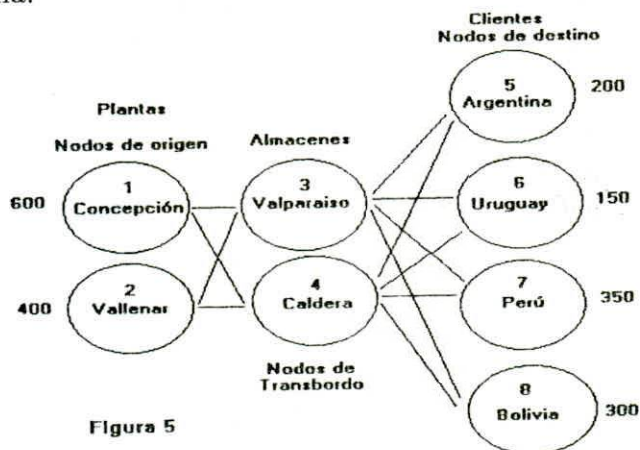 Clientes
Nodos de destino
Plantas
Nodos de origen
Almacenes
5
Argentina
200
600
1
Concepción
3
Valparaiso
6
Uruguay
150
400
2
Vallenar
4
Caldera
7
Perú
350
Nodos de
Transbordo
8
Bolivia
300
Figura 5